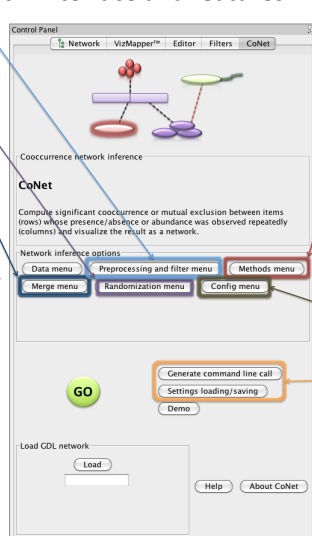 Control Panel
Network VizMapper™ Editor Filters CoNet
Cooccurrence network inference
CoNet
Compute significant cooccurrence or mutual exclusion between items
(rows) whose presence/absence or abundance was observed repeatedly
(columns) and visualize the result as a network.
Network inference options
Data menu Preprocessing and filter menu Methods menu
Merge menu Randomization menu Config menu
GO
Generate command line call
Settings loading/saving
Demo
Load GDL network
Load
Help About CoNet